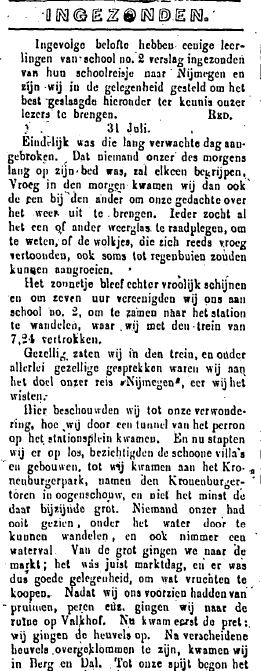 INGEZONDEN.
Ingevolge belofte hebben eenige leer-
lingen van school no. 2 verslag ingezonden
van hun schoolreisje naar Nijmegen en
zijn wij in de gelegenheid gesteld om het
best geslaagde hieronder ter kennis onzer
lezers te brengen. RED.
31 Juli.
Eindelijk was die lang verwachte dag aan-
gebroken. Dat niemand onzer des morgens
lang op zijn bed was, zal elkeen begrijpen.
Vroeg in den morgen kwamen wij dan ook
de een bij den ander om onze gedachte over
het weer uit te brengen. Ieder zocht al
het een of ander weerglas te raadplegen, om
te weten, of de wolkjes, die zich reeds vroeg
vertoonden, ook soms tot regenbuien zouden
kunnen aangroeien.
Het zonnetje bleef echter vroolijk schijnen
en om zeven uur vereenigden wij ons aan
school no. 2, om te zamen naar het station
te wandelen, waar wij met den trein van
7,24 vertrokken.
Gezellig zaten wij in den trein, en onder
allerlei gezellige gesprekken waren wij aan
het doel onzer reis »Nijmegen", eer wij het
wisten.
Hier beschouwden wij tot onze verwonde-
ring, hoe wij door een tunnel van het perron
op het stationsplein kwamen. En nu stapten
wij er op los, bezichtigden de schoone villa's
en gebouwen, tot wij kwamen aan het Kro-
nenburgerpark, namen den Kronenburger-
toren in oogenschouw, en niet het minst de
daar bijzijnde grot. Niemand onzer had
ooit gezien, onder het water door te
kunnen wandelen, en ook nimmer een
waterval. Van de grot gingen we naar de
markt; het was juist marktdag, en er was
dus goede gelegenheid, om wat vruchten te
koopen. Nadat wij ons voorzien hadden van
pruimen, peren enz. gingen wij naar de
ruïne op Valkhof. Nu kwam eerst de pret:
wij gingen de heuvels op. Na verscheidene
heuvels overgeklommen te zijn, kwamen wij
in Berg en Dal. Tot onze spijt begon het